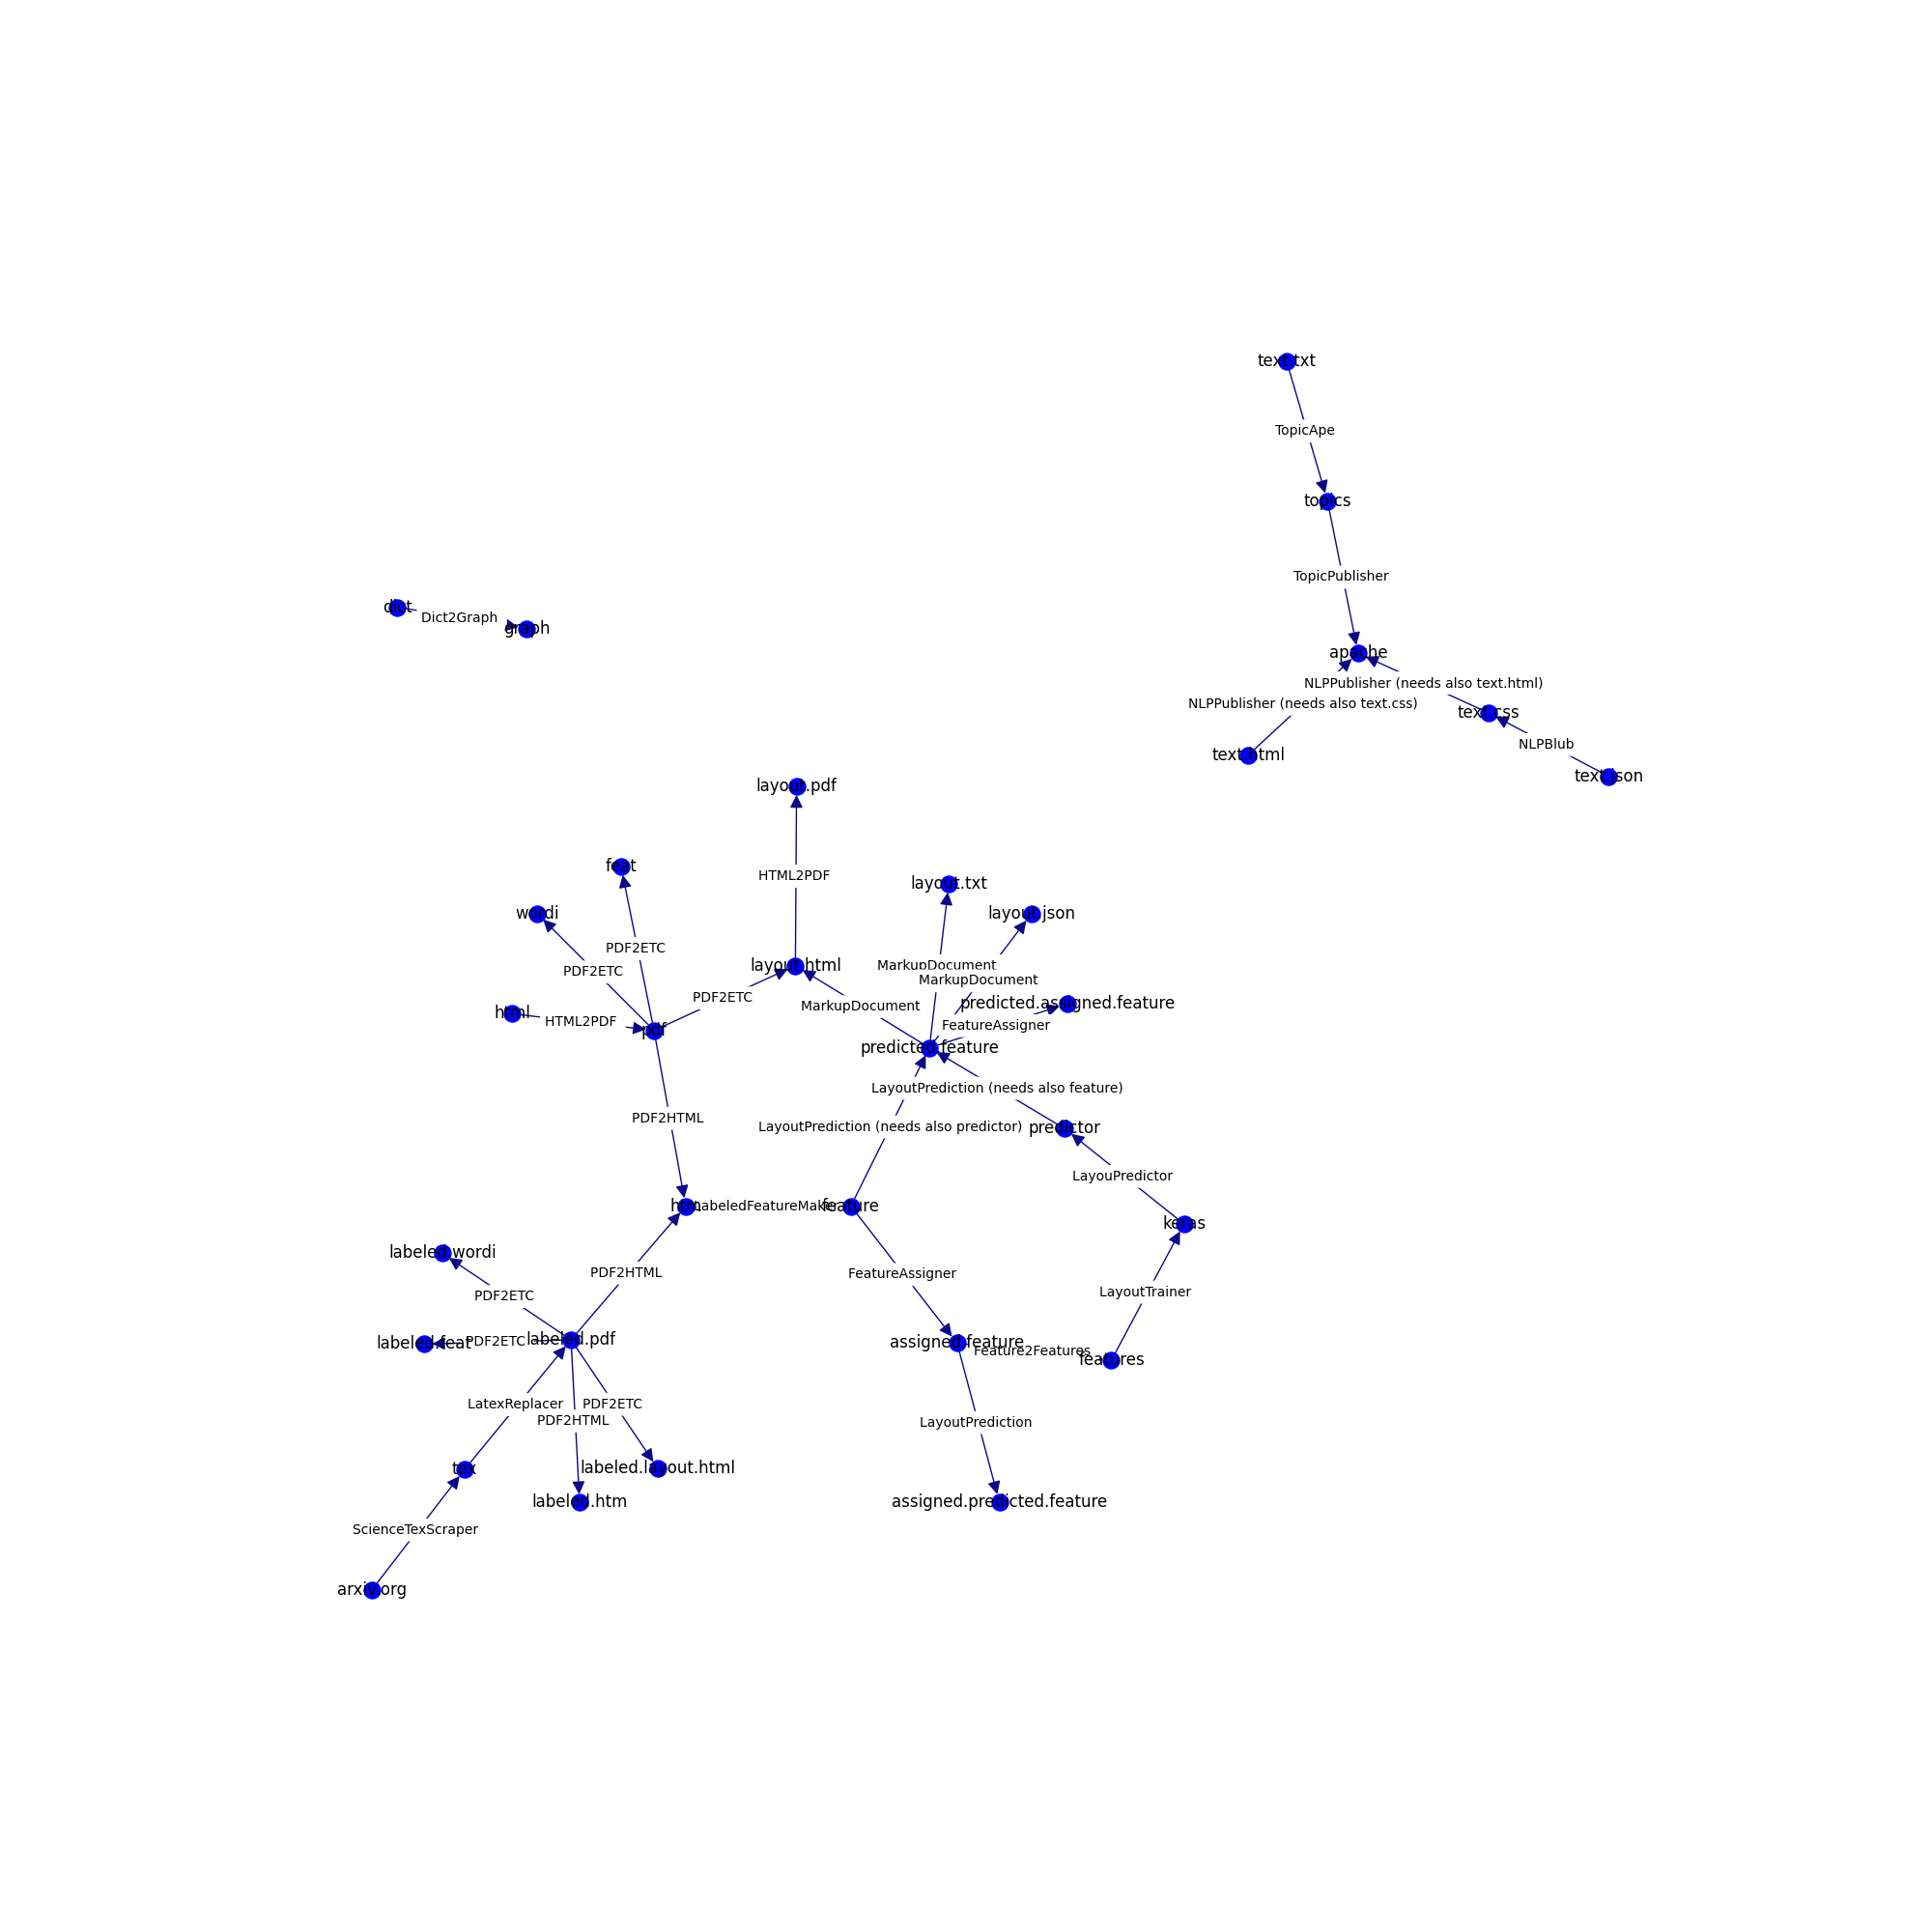 text.txt
TopicApe
topics
TopicPublisher
dict
Dict2Graph
graph
apache
NLPPublisher (needs also text.html)
NLPPublisher (needs also text.css)
text.css
NLPBlub
text.html
text.json
layout.pdf
feat
HTML2PDF
layout.txt
wordi
layout.json
PDF2ETC
PDF2ETC
layout.html
MarkupDocument
MarkupDocument
PDF2ETC
MarkupDocument
predicted.assigned.feature
html
HTML2PDF
FeatureAssigner
pdf
predicted.feature
LayoutPrediction (needs also feature)
PDF2HTML
LayoutPrediction (needs also predictor)
predictor
LayouPredictor
htm
LabeledFeatureMaker
feature
keras
labeled.wordi
PDF2HTML
FeatureAssigner
PDF2ETC
LayoutTrainer
labeled.feat
PDF2ETC
labeled.pdf
assigned.feature
Feature2Features
features
LatexReplacer
PDF2ETC
PDF2HTML
LayoutPrediction
tex
labeled.layout.html
labeled.htm
assigned.predicted.feature
ScienceTexScraper
arxiv.org